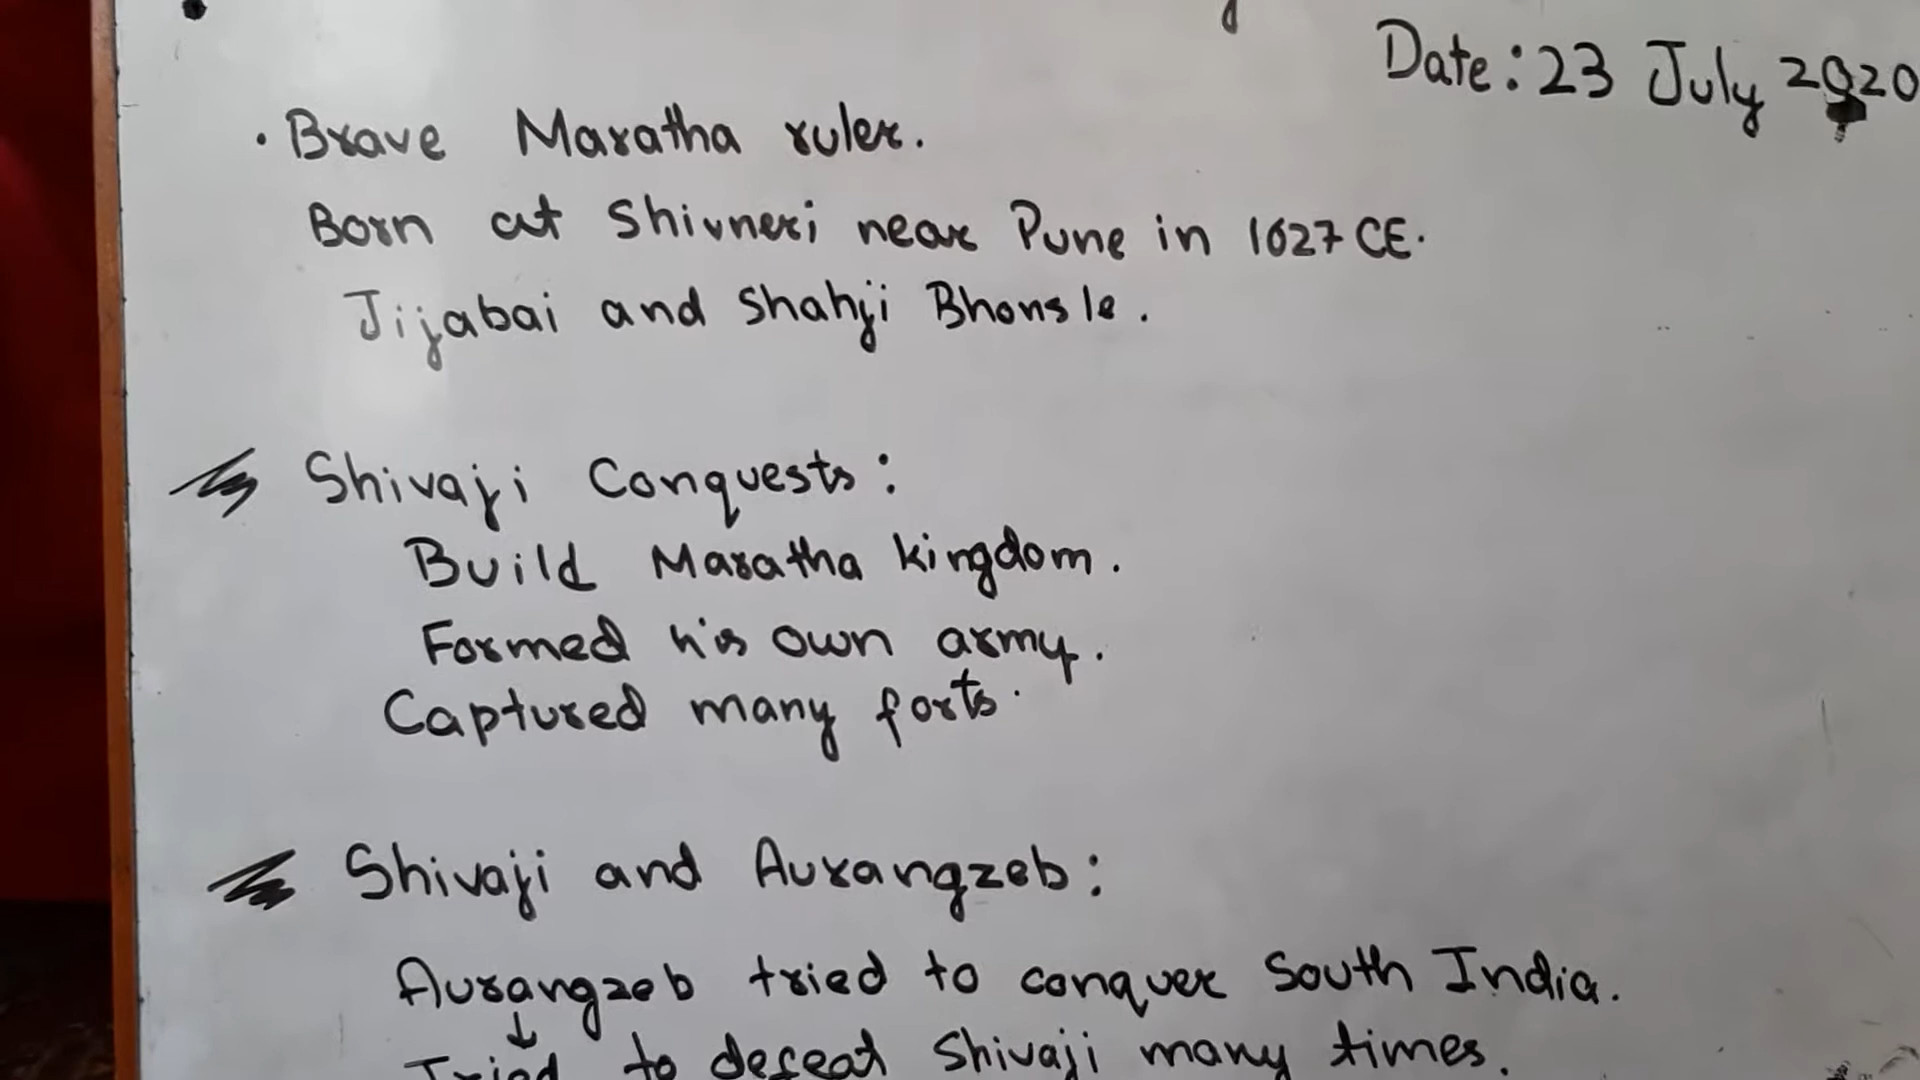 Date: 23 July 2020
• Brave Maratha ruler.
Born at Shivneri near Pune in 1627 CE.
Jijabai and Shahji Bhonsle.
Shivaji Conquests:
Build Maratha kingdom.
Formed his own army.
Captured many forts.
Shivaji and Aurangzeb:
Aurangzeb tried to conquer South India.
↓
Tried to defeat Shivaji many times.